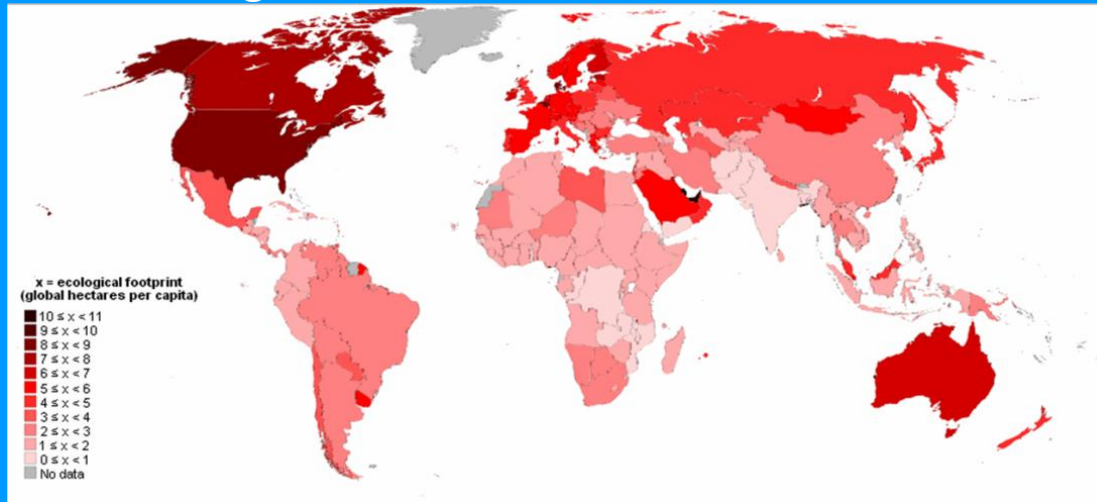 x = ecological footprint
(global hectares per capita)
10 ≤ x < 11
9 ≤ x < 10
8 ≤ x < 9
7 ≤ x < 8
6 ≤ x < 7
5 ≤ x < 6
4 ≤ x < 5
3 ≤ x < 4
2 ≤ x < 3
1 ≤ x < 2
0 ≤ x < 1
No data